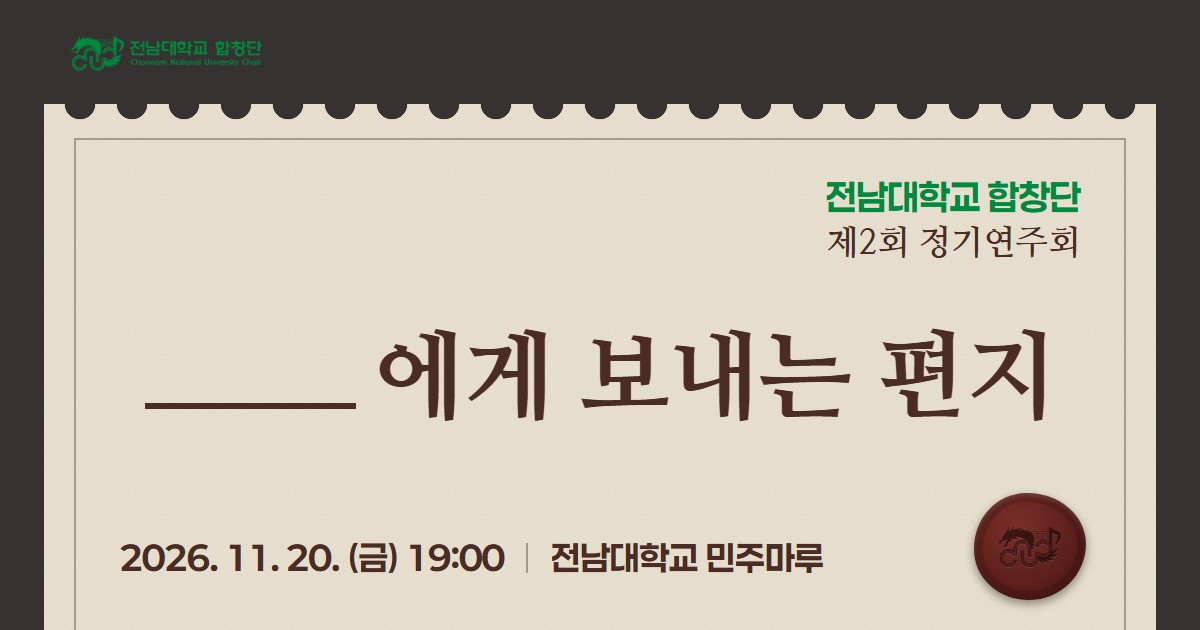 전남대학교 합창단
Chonnam National University Choir
전남대학교 합창단
제2회 정기연주회
____ 에게 보내는 편지
2026. 11. 20. (금) 19:00 | 전남대학교 민주마루